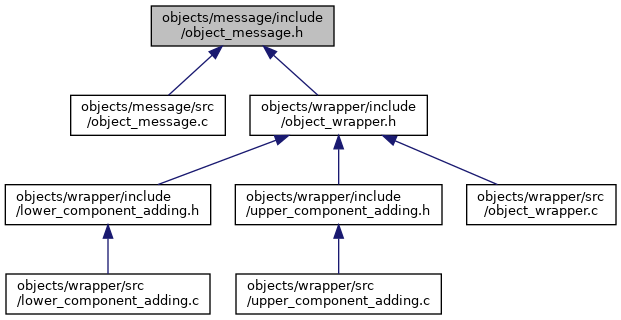 objects/message/include
/object_message.h
objects/message/src
/object_message.c
objects/wrapper/include
/object_wrapper.h
objects/wrapper/include
/lower_component_adding.h
objects/wrapper/include
/upper_component_adding.h
objects/wrapper/src
/object_wrapper.c
objects/wrapper/src
/lower_component_adding.c
objects/wrapper/src
/upper_component_adding.c